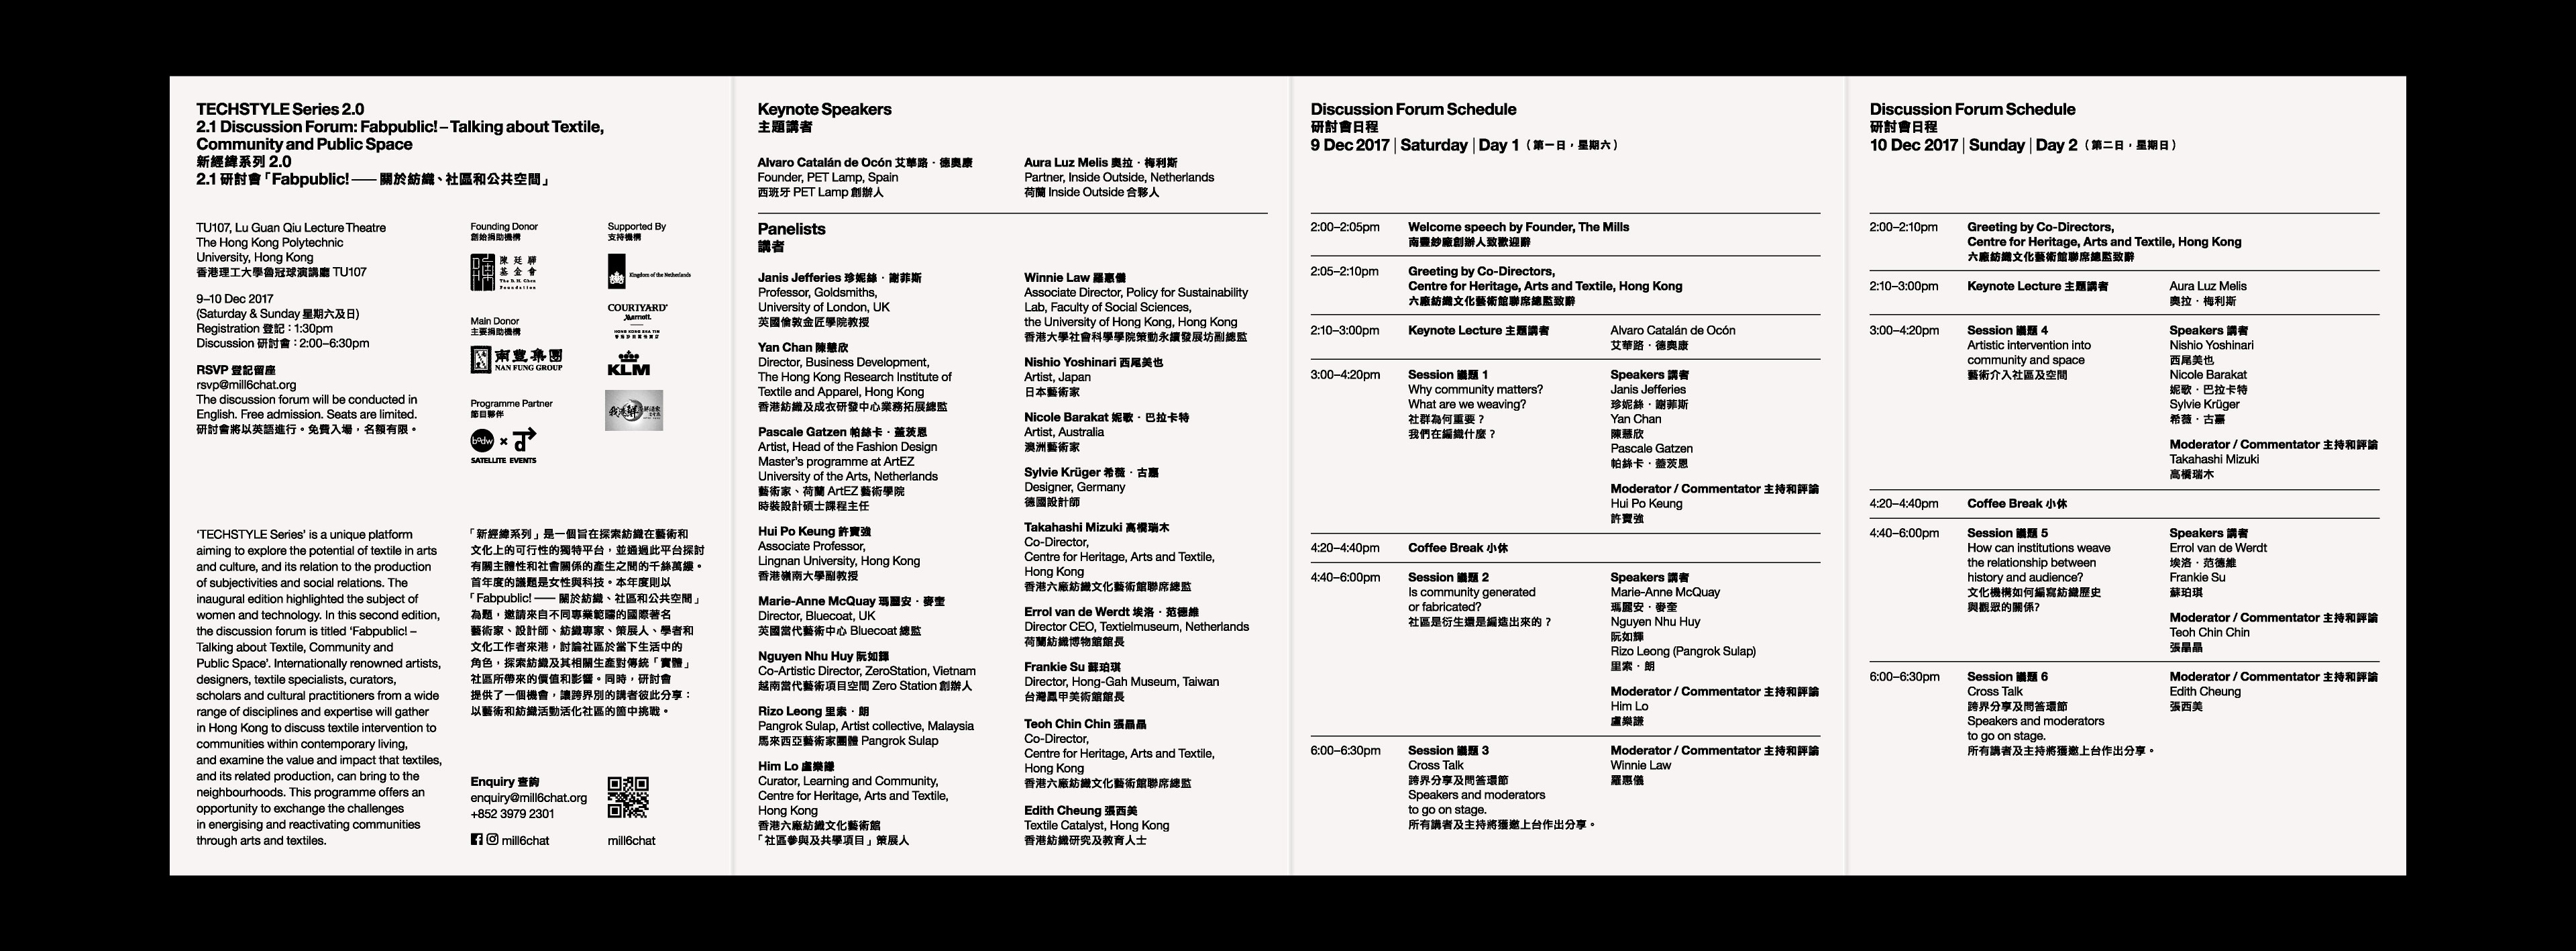 TECHSTYLE Series 2.0
2.1 Discussion Forum: Fabpublic! – Talking about Textile,
Community and Public Space
新經緯系列 2.0
2.1 研討會「Fabpublic! —— 關於紡織、社區和公共空間」
TU107, Lu Guan Qiu Lecture Theatre
The Hong Kong Polytechnic
University, Hong Kong
香港理工大學魯冠球演講廳 TU107
9–10 Dec 2017
(Saturday & Sunday 星期六及日)
Registration 登記:1:30pm
Discussion 研討會:2:00–6:30pm
RSVP 登記留座
rsvp@mill6chat.org
The discussion forum will be conducted in
English. Free admission. Seats are limited.
研討會將以英語進行。免費入場,名額有限。
Founding Donor
創始捐助機構
陳廷驊
基金會
The D. H. Chen
Foundation
Main Donor
主要捐助機構
南豐集團
NAN FUNG GROUP
Programme Partner
節目夥伴
bodw × d
SATELLITE EVENTS
Supported By
支持機構
Kingdom of the Netherlands
COURTYARD
Marriott.
HONG KONG SHA TIN
KLM
‘TECHSTYLE Series’ is a unique platform
aiming to explore the potential of textile in arts
and culture, and its relation to the production
of subjectivities and social relations. The
inaugural edition highlighted the subject of
women and technology. In this second edition,
the discussion forum is titled ‘Fabpublic! –
Talking about Textile, Community and
Public Space’. Internationally renowned artists,
designers, textile specialists, curators,
scholars and cultural practitioners from a wide
range of disciplines and expertise will gather
in Hong Kong to discuss textile intervention to
communities within contemporary living,
and examine the value and impact that textiles,
and its related production, can bring to the
neighbourhoods. This programme offers an
opportunity to exchange the challenges
in energising and reactivating communities
through arts and textiles.
「新經緯系列」是一個旨在探索紡織在藝術和
文化上的可行性的獨特平台,並通過此平台探討
有關主體性和社會關係的產生之間的千絲萬縷。
首年度的議題是女性與科技。本年度則以
「Fabpublic! —— 關於紡織、社區和公共空間」
為題,邀請來自不同專業範疇的國際著名
藝術家、設計師、紡織專家、策展人、學者和
文化工作者來港,討論社區於當下生活中的
角色,探索紡織及其相關生產對傳統「實體」
社區所帶來的價值和影響。同時,研討會
提供了一個機會,讓跨界別的講者彼此分享:
以藝術和紡織活動活化社區的箇中挑戰。
Enquiry 查詢
enquiry@mill6chat.org
+852 3979 2301
mill6chat
mill6chat
Keynote Speakers
主題講者
Alvaro Catalán de Ocón 艾華路・德奧康
Founder, PET Lamp, Spain
西班牙 PET Lamp 創辦人
Aura Luz Melis 奧拉・梅利斯
Partner, Inside Outside, Netherlands
荷蘭 Inside Outside 合夥人
Panelists
講者
Janis Jefferies 珍妮絲・謝菲斯
Professor, Goldsmiths,
University of London, UK
英國倫敦金匠學院教授
Yan Chan 陳慧欣
Director, Business Development,
The Hong Kong Research Institute of
Textile and Apparel, Hong Kong
香港紡織及成衣研發中心業務拓展總監
Pascale Gatzen 帕絲卡・蓋茨恩
Artist, Head of the Fashion Design
Master’s programme at ArtEZ
University of the Arts, Netherlands
藝術家、荷蘭 ArtEZ 藝術學院
時裝設計碩士課程主任
Hui Po Keung 許寶強
Associate Professor,
Lingnan University, Hong Kong
香港嶺南大學副教授
Marie-Anne McQuay 瑪麗安・麥奎
Director, Bluecoat, UK
英國當代藝術中心 Bluecoat 總監
Nguyen Nhu Huy 阮如輝
Co-Artistic Director, ZeroStation, Vietnam
越南當代藝術項目空間 Zero Station 創辦人
Rizo Leong 里索・朗
Pangrok Sulap, Artist collective, Malaysia
馬來西亞藝術家團體 Pangrok Sulap
Him Lo 盧樂謙
Curator, Learning and Community,
Centre for Heritage, Arts and Textile,
Hong Kong
香港六廠紡織文化藝術館
「社區參與及共學項目」策展人
Winnie Law 羅惠儀
Associate Director, Policy for Sustainability
Lab, Faculty of Social Sciences,
the University of Hong Kong, Hong Kong
香港大學社會科學學院策動永續發展坊副總監
Nishio Yoshinari 西尾美也
Artist, Japan
日本藝術家
Nicole Barakat 妮歌・巴拉卡特
Artist, Australia
澳洲藝術家
Sylvie Krüger 希薇・古嘉
Designer, Germany
德國設計師
Takahashi Mizuki 高橋瑞木
Co-Director,
Centre for Heritage, Arts and Textile,
Hong Kong
香港六廠紡織文化藝術館聯席總監
Errol van de Werdt 埃洛・范德維
Director CEO, Textielmuseum, Netherlands
荷蘭紡織博物館館長
Frankie Su 蘇珀琪
Director, Hong-Gah Museum, Taiwan
台灣鳳甲美術館館長
Teoh Chin Chin 張晶晶
Co-Director,
Centre for Heritage, Arts and Textile,
Hong Kong
香港六廠紡織文化藝術館聯席總監
Edith Cheung 張西美
Textile Catalyst, Hong Kong
香港紡織研究及教育人士
Discussion Forum Schedule
研討會日程
9 Dec 2017 | Saturday | Day 1(第一日,星期六)
2:00–2:05pm
Welcome speech by Founder, The Mills
南豐紗廠創辦人致歡迎辭
2:05–2:10pm
Greeting by Co-Directors,
Centre for Heritage, Arts and Textile, Hong Kong
六廠紡織文化藝術館聯席總監致辭
2:10–3:00pm
Keynote Lecture 主題講者
Alvaro Catalán de Ocón
艾華路・德奧康
3:00–4:20pm
Session 議題 1
Why community matters?
What are we weaving?
社群為何重要?
我們在編織什麼?
Speakers 講者
Janis Jefferies
珍妮絲・謝菲斯
Yan Chan
陳慧欣
Pascale Gatzen
帕絲卡・蓋茨恩
Moderator / Commentator 主持和評論
Hui Po Keung
許寶強
4:20–4:40pm
Coffee Break 小休
4:40–6:00pm
Session 議題 2
Is community generated
or fabricated?
社區是衍生還是編造出來的?
Speakers 講者
Marie-Anne McQuay
瑪麗安・麥奎
Nguyen Nhu Huy
阮如輝
Rizo Leong (Pangrok Sulap)
里索・朗
Moderator / Commentator 主持和評論
Him Lo
盧樂謙
6:00–6:30pm
Session 議題 3
Cross Talk
跨界分享及問答環節
Speakers and moderators
to go on stage.
所有講者及主持將獲邀上台作出分享。
Moderator / Commentator 主持和評論
Winnie Law
羅惠儀
Discussion Forum Schedule
研討會日程
10 Dec 2017 | Sunday | Day 2(第二日,星期日)
2:00–2:10pm
Greeting by Co-Directors,
Centre for Heritage, Arts and Textile, Hong Kong
六廠紡織文化藝術館聯席總監致辭
2:10–3:00pm
Keynote Lecture 主題講者
Aura Luz Melis
奧拉・梅利斯
3:00–4:20pm
Session 議題 4
Artistic intervention into
community and space
藝術介入社區及空間
Speakers 講者
Nishio Yoshinari
西尾美也
Nicole Barakat
妮歌・巴拉卡特
Sylvie Krüger
希薇・古嘉
Moderator / Commentator 主持和評論
Takahashi Mizuki
高橋瑞木
4:20–4:40pm
Coffee Break 小休
4:40–6:00pm
Session 議題 5
How can institutions weave
the relationship between
history and audience?
文化機構如何編寫紡織歷史
與觀眾的關係?
Speakers 講者
Errol van de Werdt
埃洛・范德維
Frankie Su
蘇珀琪
Moderator / Commentator 主持和評論
Teoh Chin Chin
張晶晶
6:00–6:30pm
Session 議題 6
Cross Talk
跨界分享及問答環節
Speakers and moderators
to go on stage.
所有講者及主持將獲邀上台作出分享。
Moderator / Commentator 主持和評論
Edith Cheung
張西美